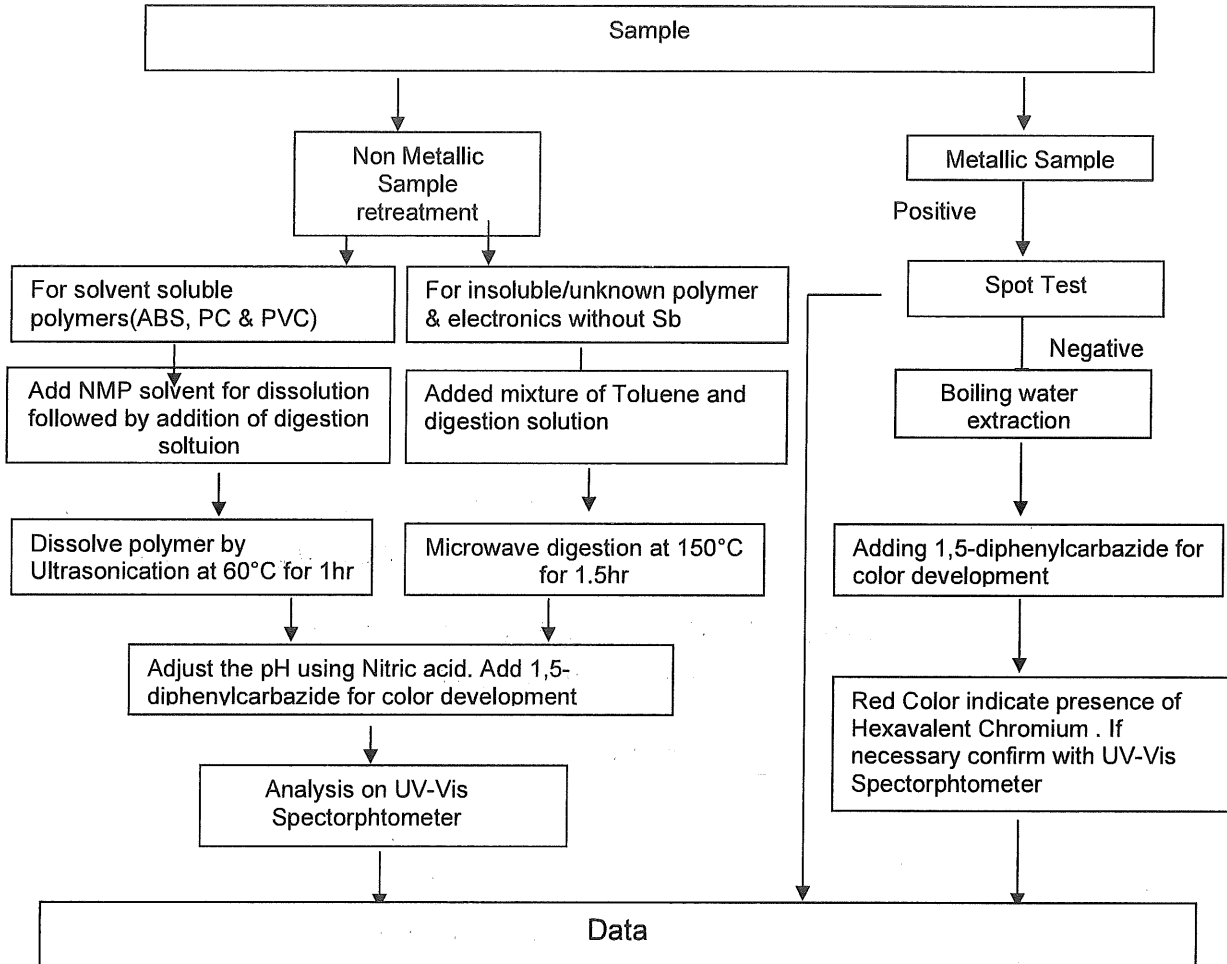 Sample
Non Metallic
Sample
retreatment
Metallic Sample
Positive
For solvent soluble
polymers(ABS, PC & PVC)
For insoluble/unknown polymer
& electronics without Sb
Spot Test
Negative
Add NMP solvent for dissolution
followed by addition of digestion
soltuion
Added mixture of Toluene and
digestion solution
Boiling water
extraction
Dissolve polymer by
Ultrasonication at 60°C for 1hr
Microwave digestion at 150°C
for 1.5hr
Adding 1,5-diphenylcarbazide for
color development
Adjust the pH using Nitric acid. Add 1,5-
diphenylcarbazide for color development
Red Color indicate presence of
Hexavalent Chromium . If
necessary confirm with UV-Vis
Spectorphtometer
Analysis on UV-Vis
Spectorphtometer
Data